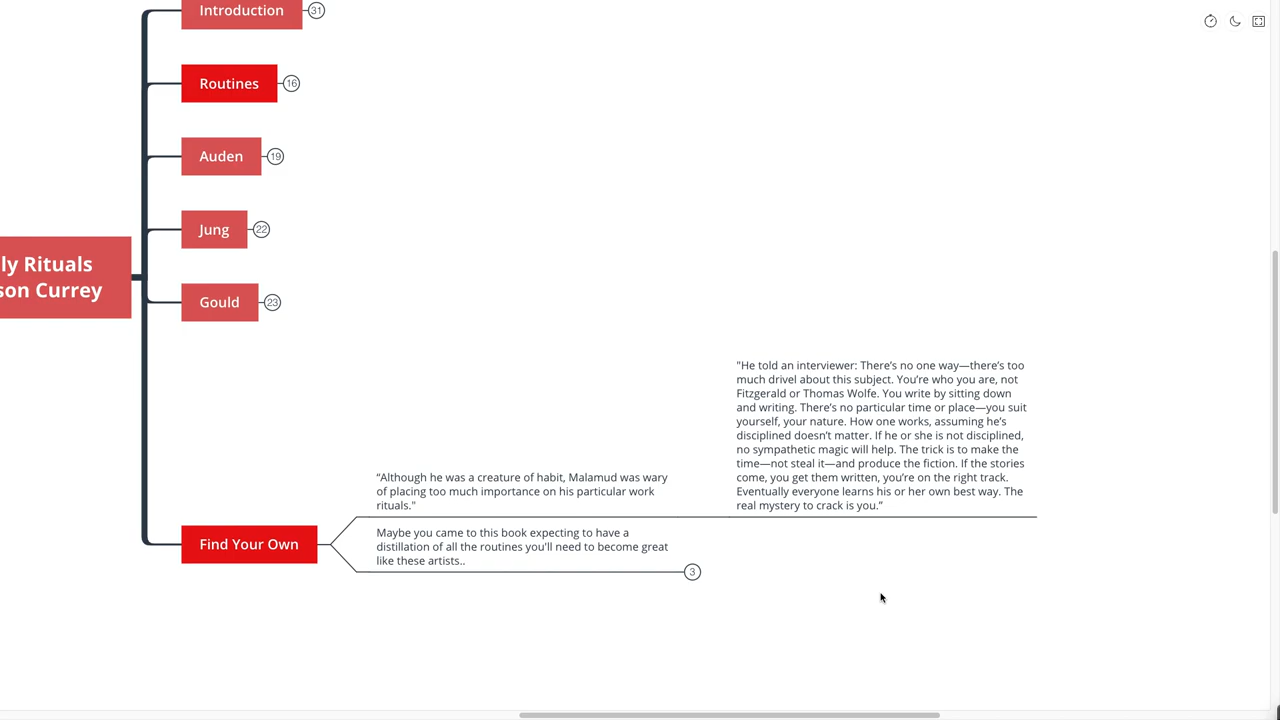 Introduction
31
Routines
16
Auden
19
Jung
22
ly Rituals
son Currey
Gould
23
"He told an interviewer: There’s no one way—there’s too
much drivel about this subject. You’re who you are, not
Fitzgerald or Thomas Wolfe. You write by sitting down
and writing. There’s no particular time or place—you suit
yourself, your nature. How one works, assuming he’s
disciplined doesn’t matter. If he or she is not disciplined,
no sympathetic magic will help. The trick is to make the
time—not steal it—and produce the fiction. If the stories
come, you get them written, you’re on the right track.
Eventually everyone learns his or her own best way. The
real mystery to crack is you.”
“Although he was a creature of habit, Malamud was wary
of placing too much importance on his particular work
rituals."
Find Your Own
Maybe you came to this book expecting to have a
distillation of all the routines you'll need to become great
like these artists..
3